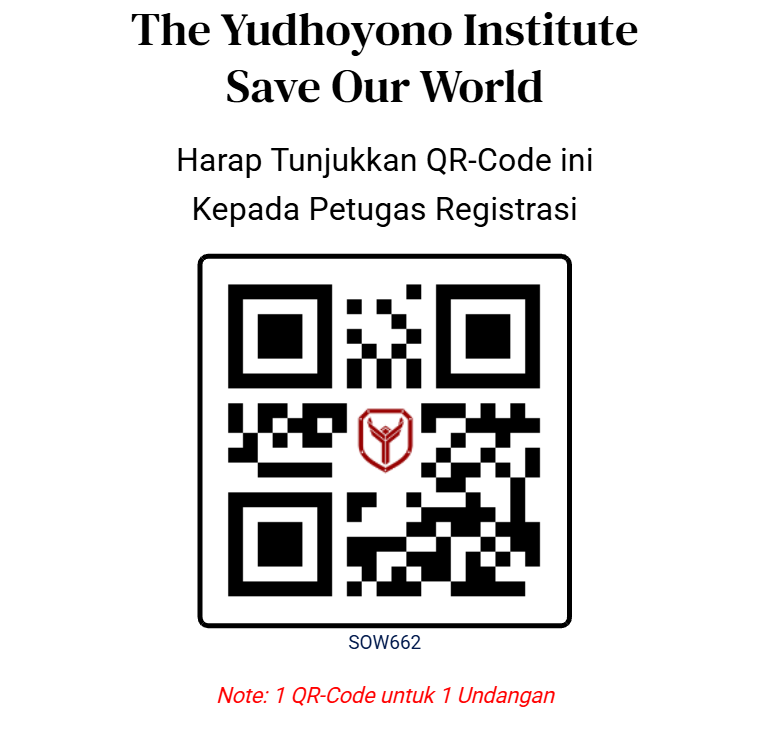 The Yudhoyono Institute
Save Our World
Harap Tunjukkan QR-Code ini
Kepada Petugas Registrasi
SOW662
Note: 1 QR-Code untuk 1 Undangan